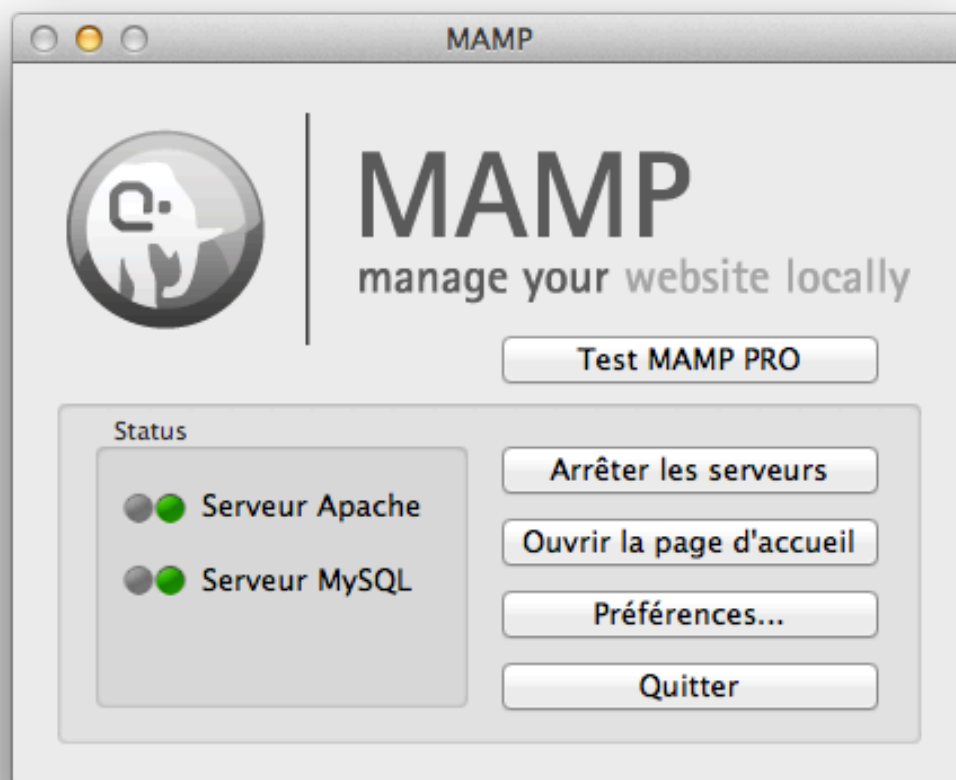 MAMP
MAMP
manage your website locally
Test MAMP PRO
Status
Serveur Apache
Serveur MySQL
Arrêter les serveurs
Ouvrir la page d'accueil
Préférences...
Quitter